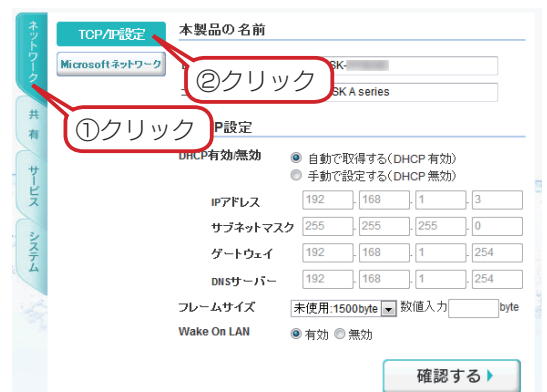 ネットワーク
共有
サービス
システム
TCP/IP設定
Microsoftネットワーク
①クリック
②クリック
本製品の名前
SK-
SK A series
P設定
DHCP有効/無効
自動で取得する(DHCP 有効)
手動で設定する(DHCP 無効)
IPアドレス 192 . 168 . 1 . 3
サブネットマスク 255 . 255 . 255 . 0
ゲートウェイ 192 . 168 . 1 . 254
DNSサーバー 192 . 168 . 1 . 254
フレームサイズ 未使用:1500byte 数値入力 byte
Wake On LAN 有効 無効
確認する